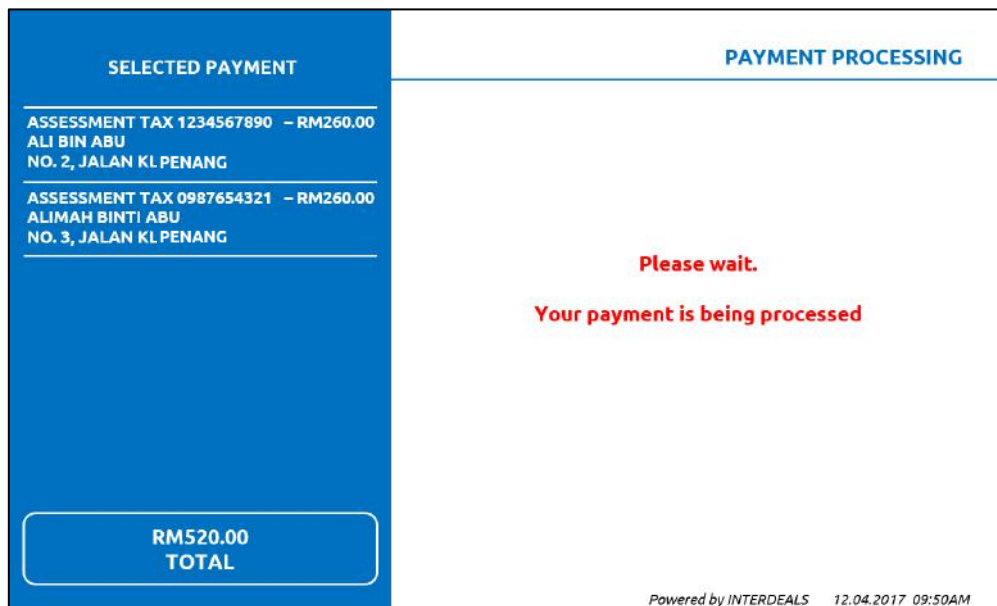 SELECTED PAYMENT
ASSESSMENT TAX 1234567890 – RM260.00
ALI BIN ABU
NO. 2, JALAN KL PENANG
ASSESSMENT TAX 0987654321 – RM260.00
ALIMAH BINTI ABU
NO. 3, JALAN KL PENANG
RM520.00
TOTAL
PAYMENT PROCESSING
Please wait.
Your payment is being processed
Powered by INTERDEALS 12.04.2017 09:50AM